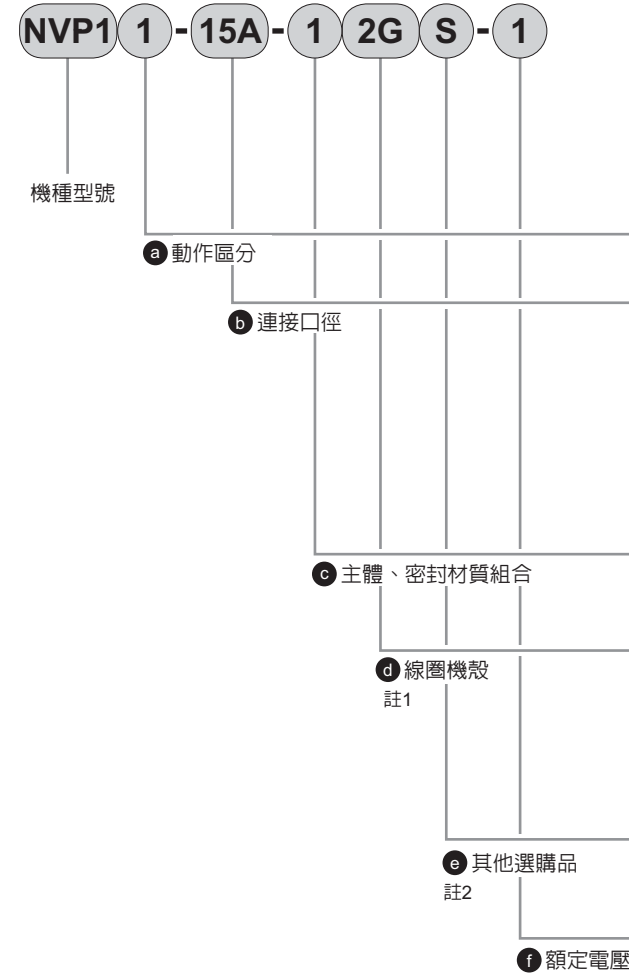 NVP1 1 - 15A - 1 2G S - 1
機種型號
a 動作區分
b 連接口徑
c 主體、密封材質組合
d 線圈機殼
註1
e 其他選購品
註2
f 額定電壓